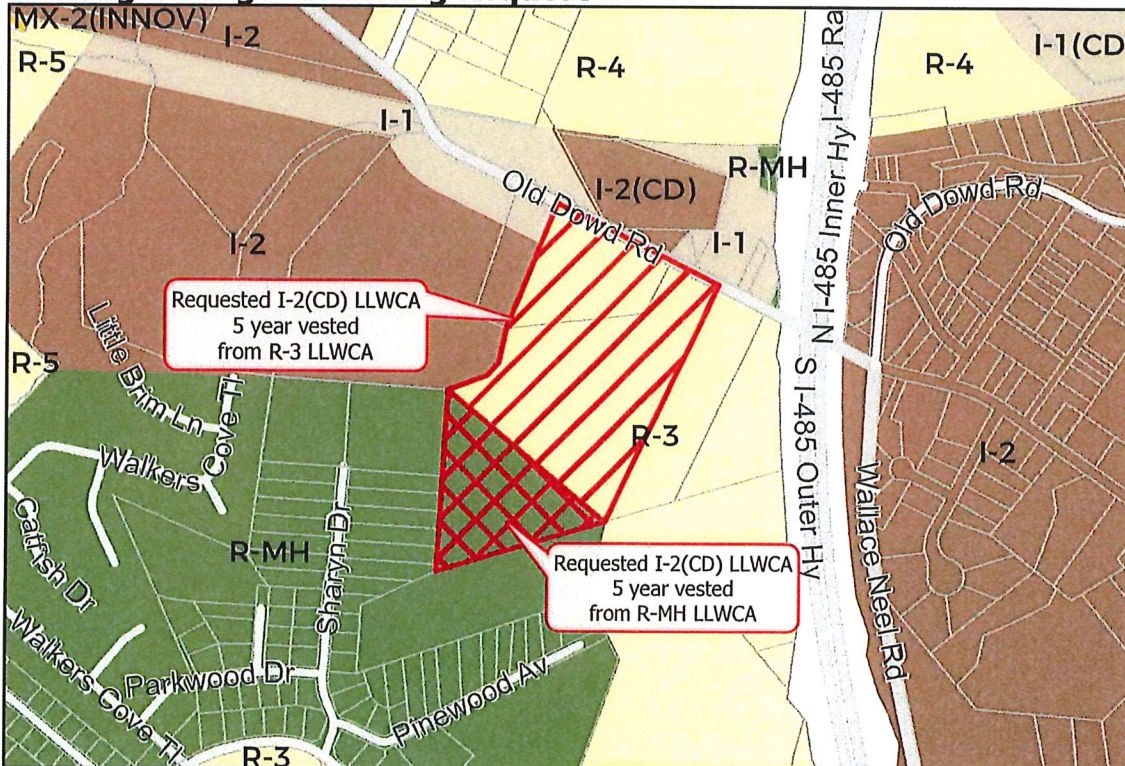 MX-2(INNOV)
I-2
R-5
R-4
I-1(CD
R-4
I-1
R-MH
Old Dowd Rd
I-2(CD)
Old Dowd Rd
I-1
I-2
N I-485 Inner Hy
I-485 Ra
Requested I-2(CD) LLWCA
5 year vested
from R-3 LLWCA
R-5
Little Brim Ln
Walkers Cove Tl
S I-485 Outer Hy
R-3
I-2
Catfish Dr
R-MH
Sharyn Dr
Wallace Neel Rd
Requested I-2(CD) LLWCA
5 year vested
from R-MH LLWCA
Walkers Cove Tl
Parkwood Dr
Pinewood Av
R-3